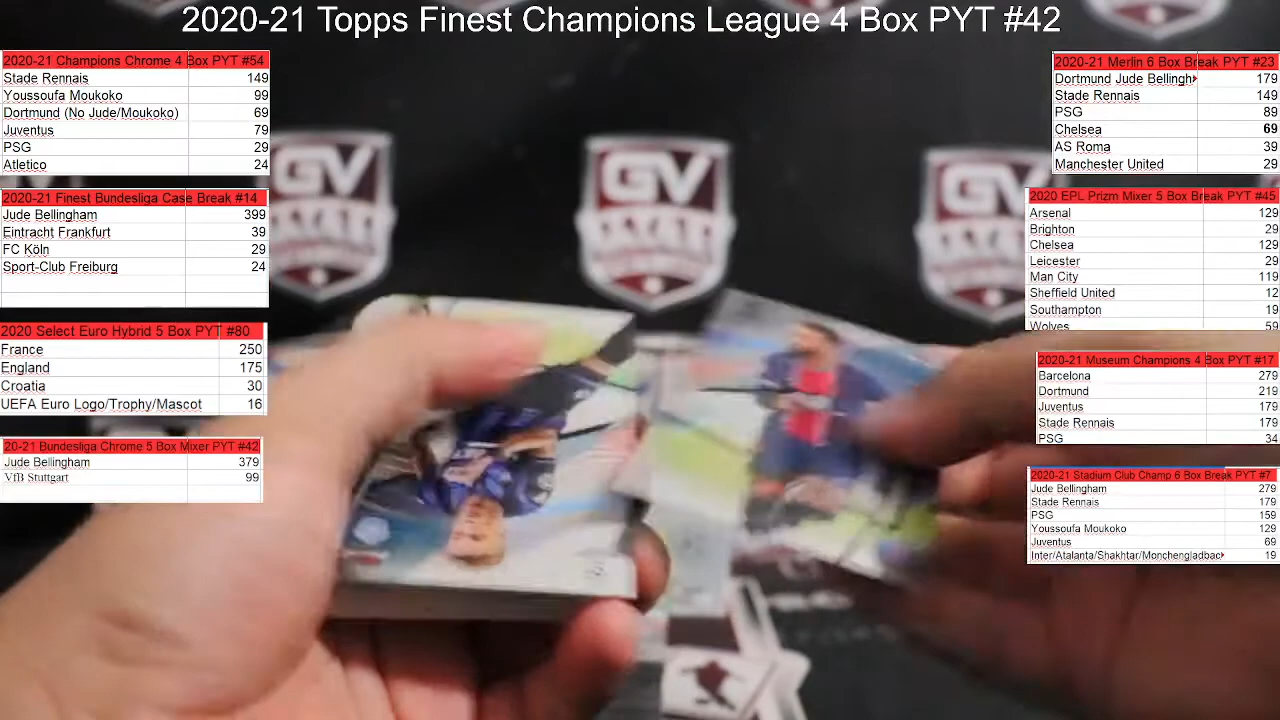 2020-21 Topps Finest Champions League 4 Box PYT #42
2020-21 Champions Chrome 4 Box PYT #54
Stade Rennais 149
Youssoufa Moukoko 99
Dortmund (No Jude/Moukoko) 69
Juventus 79
PSG 29
Atletico 24
2020-21 Finest Bundesliga Case Break #14
Jude Bellingham 399
Eintracht Frankfurt 39
FC Köln 29
Sport-Club Freiburg 24
2020 Select Euro Hybrid 5 Box PYT #80
France 250
England 175
Croatia 30
UEFA Euro Logo/Trophy/Mascot 16
20-21 Bundesliga Chrome 5 Box Mixer PYT #42
Jude Bellingham 379
VfB Stuttgart 99
2020-21 Merlin 6 Box Break PYT #23
Dortmund Jude Bellingh 179
Stade Rennais 149
PSG 89
Chelsea 69
AS Roma 39
Manchester United 29
2020 EPL Prizm Mixer 5 Box Break PYT #45
Arsenal 129
Brighton 29
Chelsea 129
Leicester 29
Man City 119
Sheffield United 12
Southampton 19
Wolves 59
2020-21 Museum Champions 4 Box PYT #17
Barcelona 279
Dortmund 219
Juventus 179
Stade Rennais 179
PSG 34
2020-21 Stadium Club Champ 6 Box Break PYT #7
Jude Bellingham 279
Stade Rennais 179
PSG 159
Youssoufa Moukoko 129
Juventus 69
Inter/Atalanta/Shakhtar/Monchengladbac 19
GV
GV
GV